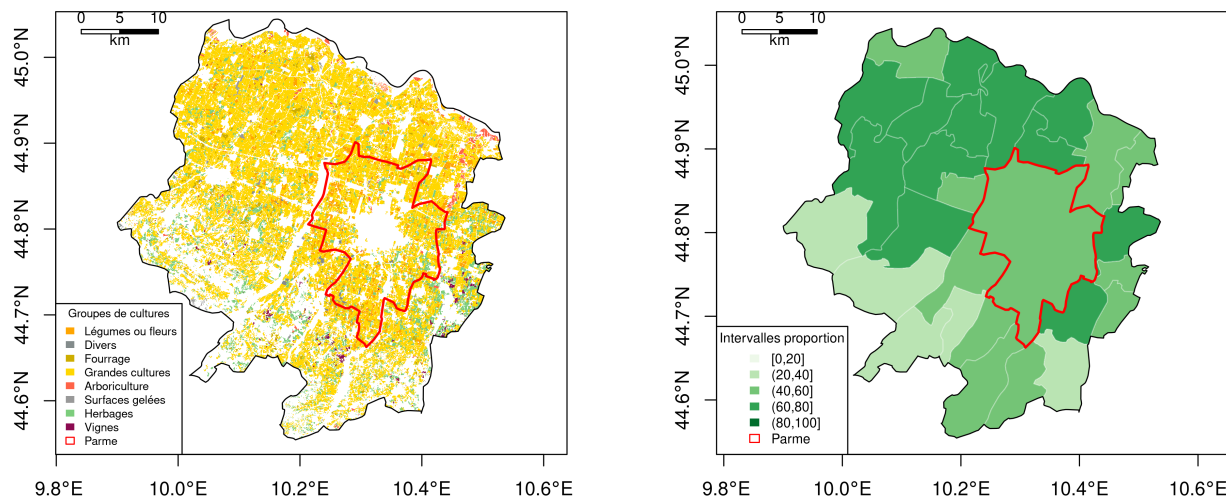 0 5 10
km
45.0°N
44.9°N
44.8°N
44.7°N
44.6°N
Groupes de cultures
Légumes ou fleurs
Divers
Fourrage
Grandes cultures
Arboriculture
Surfaces gelées
Herbages
Vignes
Parme
9.8°E 10.0°E 10.2°E 10.4°E 10.6°E
0 5 10
km
45.0°N
44.9°N
44.8°N
44.7°N
44.6°N
Intervalles proportion
[0,20]
(20,40]
(40,60]
(60,80]
(80,100]
Parme
9.8°E 10.0°E 10.2°E 10.4°E 10.6°E